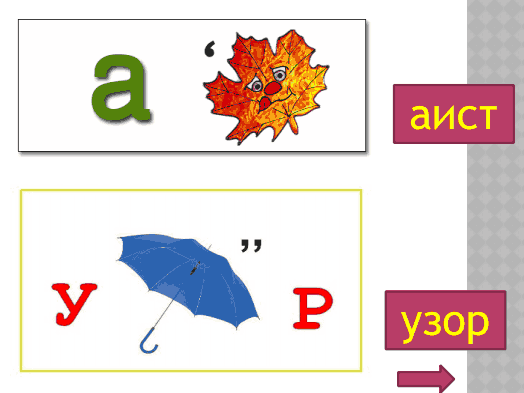 а ‘
аист
У ” Р
узор